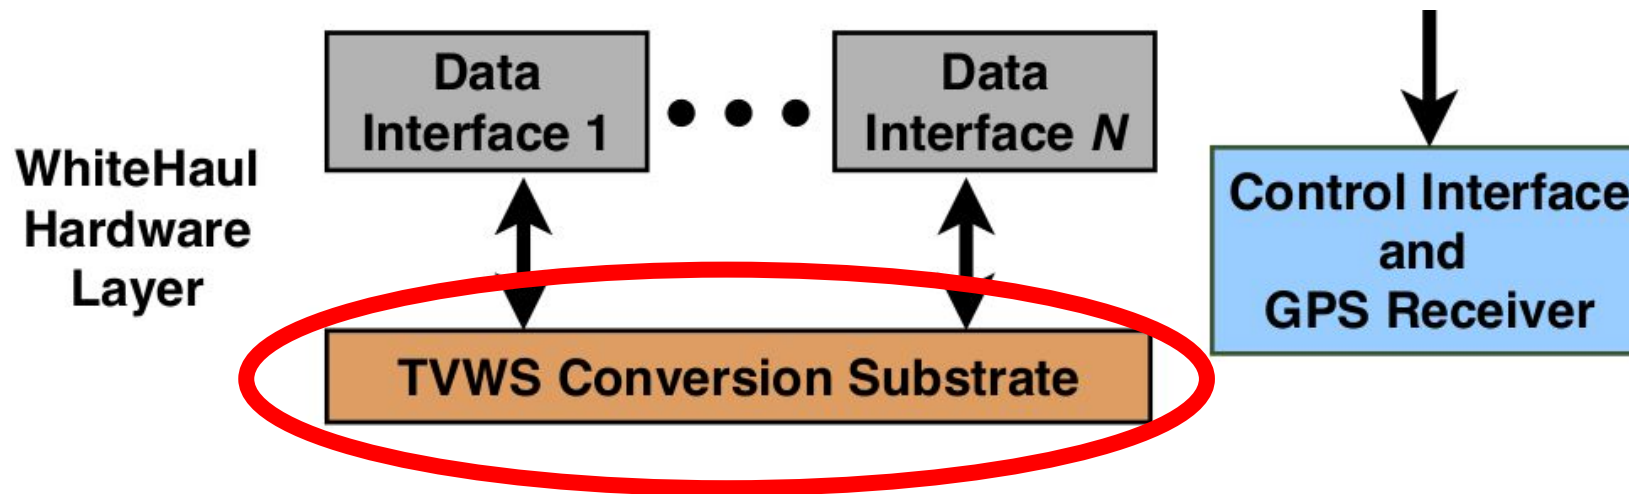 WhiteHaul
Hardware
Layer
Data
Interface 1
Data
Interface N
TVWS Conversion Substrate
Control Interface
and
GPS Receiver